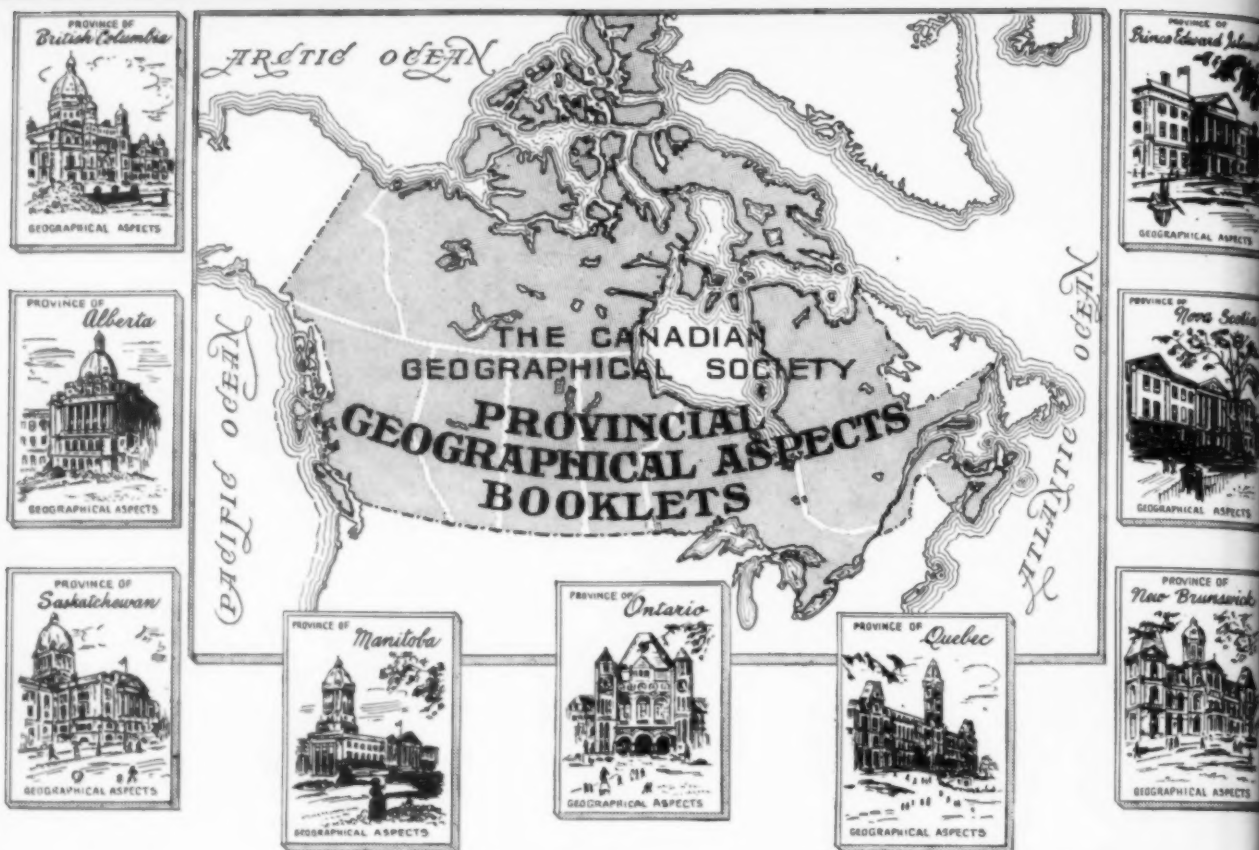 PROVINCE OF
British Columbia
GEOGRAPHICAL ASPECTS
PROVINCE OF
Alberta
GEOGRAPHICAL ASPECTS
PROVINCE OF
Saskatchewan
GEOGRAPHICAL ASPECTS
ARCTIC OCEAN
PACIFIC OCEAN
ATLANTIC OCEAN
THE CANADIAN
GEOGRAPHICAL SOCIETY
PROVINCIAL
GEOGRAPHICAL ASPECTS
BOOKLETS
PROVINCE OF
Manitoba
GEOGRAPHICAL ASPECTS
PROVINCE OF
Ontario
GEOGRAPHICAL ASPECTS
PROVINCE OF
Quebec
GEOGRAPHICAL ASPECTS
PROVINCE OF
Prince Edward
GEOGRAPHICAL ASPECTS
PROVINCE OF
Nova
GEOGRAPHICAL ASPECTS
PROVINCE OF
New Brunswick
GEOGRAPHICAL ASPECTS